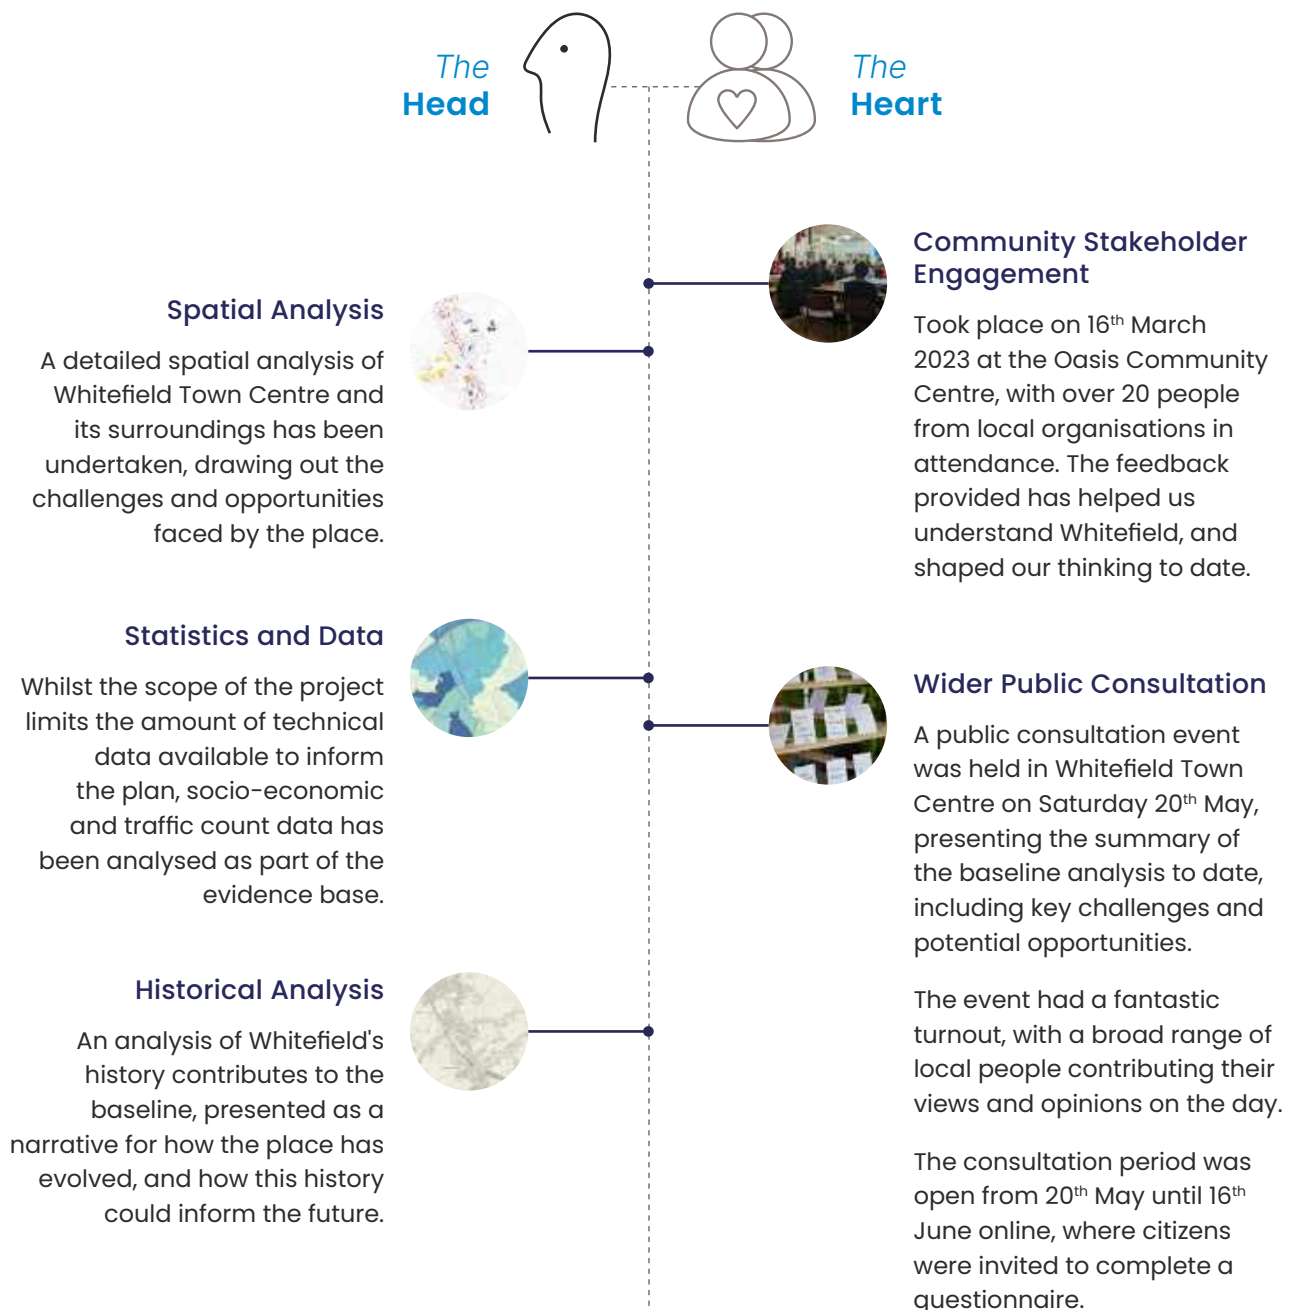 The
Head
The
Heart
Spatial Analysis
A detailed spatial analysis of
Whitefield Town Centre and
its surroundings has been
undertaken, drawing out the
challenges and opportunities
faced by the place.
Statistics and Data
Whilst the scope of the project
limits the amount of technical
data available to inform
the plan, socio-economic
and traffic count data has
been analysed as part of the
evidence base.
Historical Analysis
An analysis of Whitefield's
history contributes to the
baseline, presented as a
narrative for how the place has
evolved, and how this history
could inform the future.
Community Stakeholder
Engagement
Took place on 16th March
2023 at the Oasis Community
Centre, with over 20 people
from local organisations in
attendance. The feedback
provided has helped us
understand Whitefield, and
shaped our thinking to date.
Wider Public Consultation
A public consultation event
was held in Whitefield Town
Centre on Saturday 20th May,
presenting the summary of
the baseline analysis to date,
including key challenges and
potential opportunities.
The event had a fantastic
turnout, with a broad range of
local people contributing their
views and opinions on the day.
The consultation period was
open from 20th May until 16th
June online, where citizens
were invited to complete a
questionnaire.